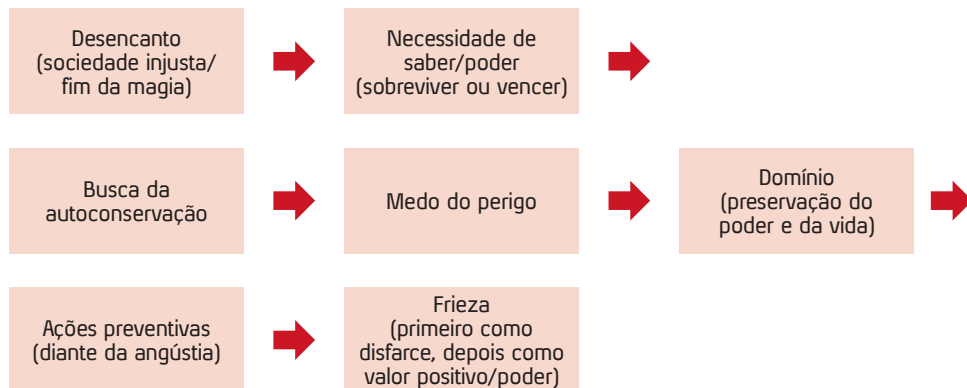 Desencanto
(sociedade injusta/
fim da magia)
Necessidade de
saber/poder
(sobreviver ou vencer)
Busca da
autoconservação
Medo do perigo
Domínio
(preservação do
poder e da vida)
Ações preventivas
(diante da angústia)
Frieza
(primeiro como
disfarce, depois como
valor positivo/poder)